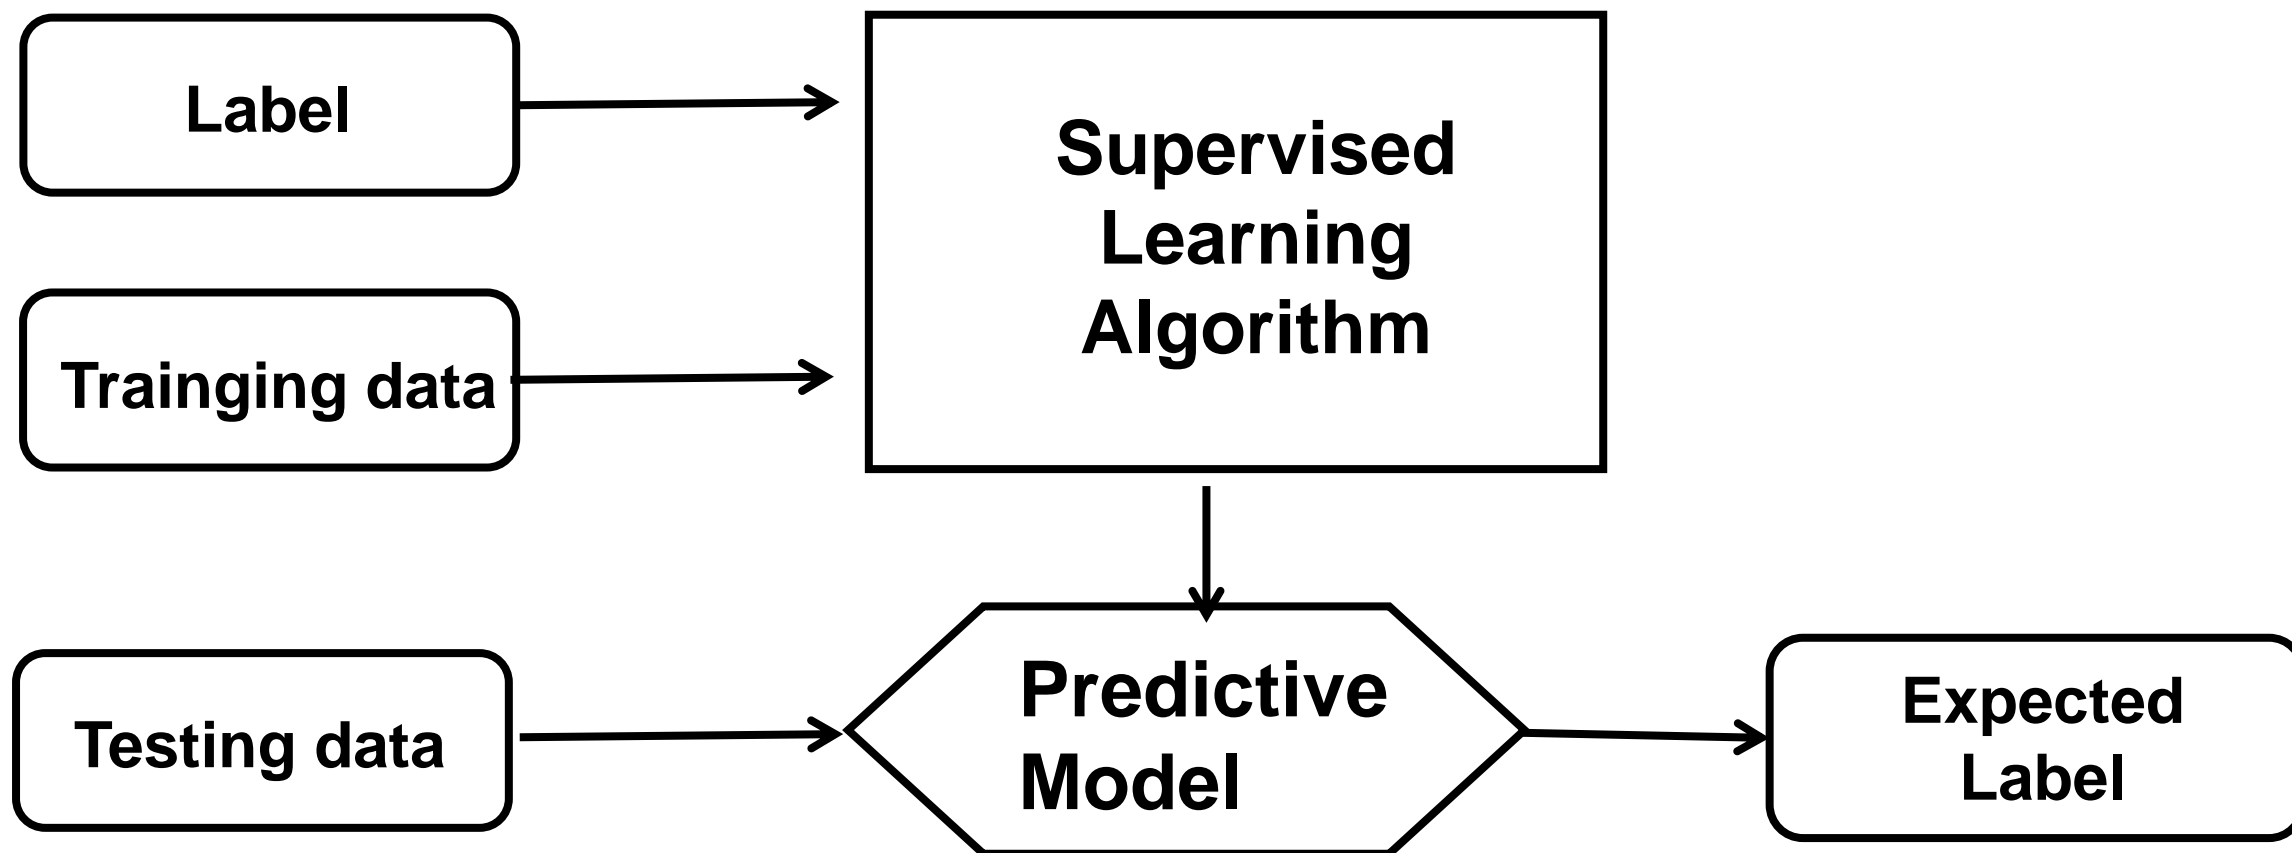 Label
Supervised
Learning
Algorithm
Trainging data
Predictive
Model
Testing data
Expected
Label